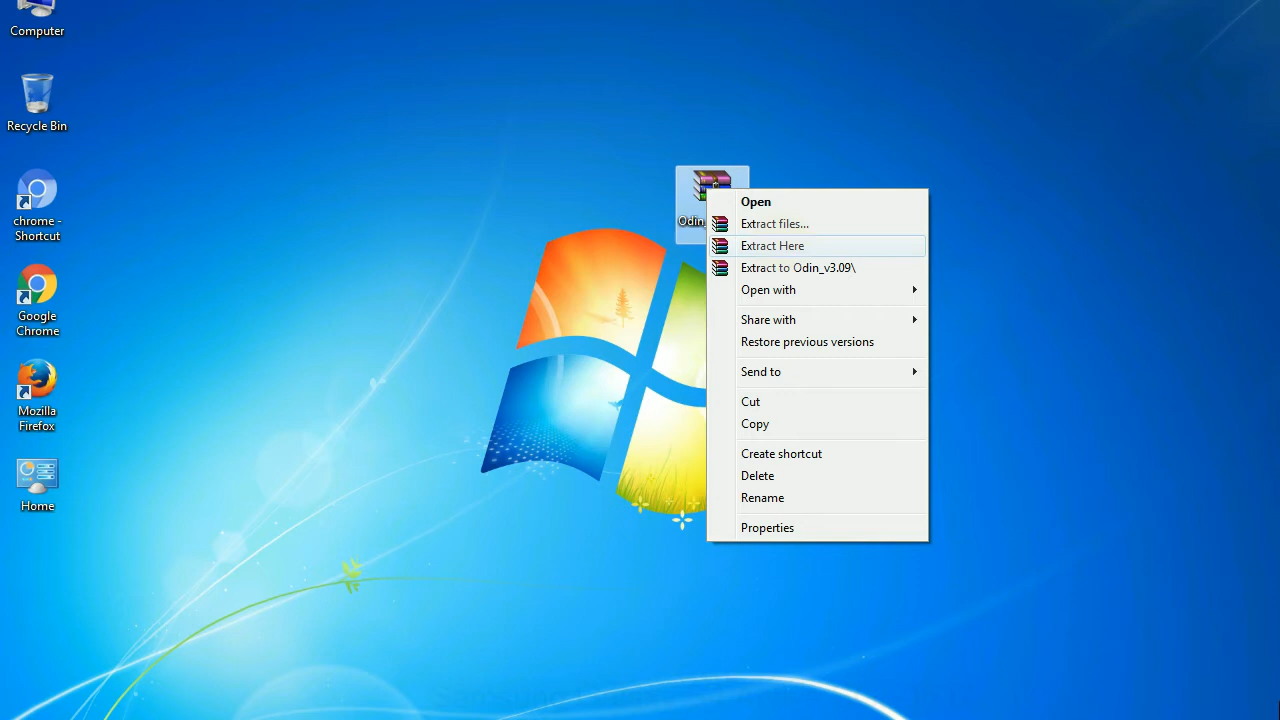 Computer
Recycle Bin
chrome -
Shortcut
Google
Chrome
Mozilla
Firefox
Home
Open
Extract files...
Extract Here
Extract to Odin_v3.09\
Open with
Share with
Restore previous versions
Send to
Cut
Copy
Create shortcut
Delete
Rename
Properties